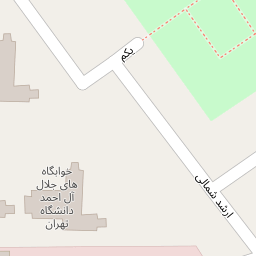 یکم
ارشد شمالی
خوابگاه
های جلال
آل احمد
دانشگاه
تهران